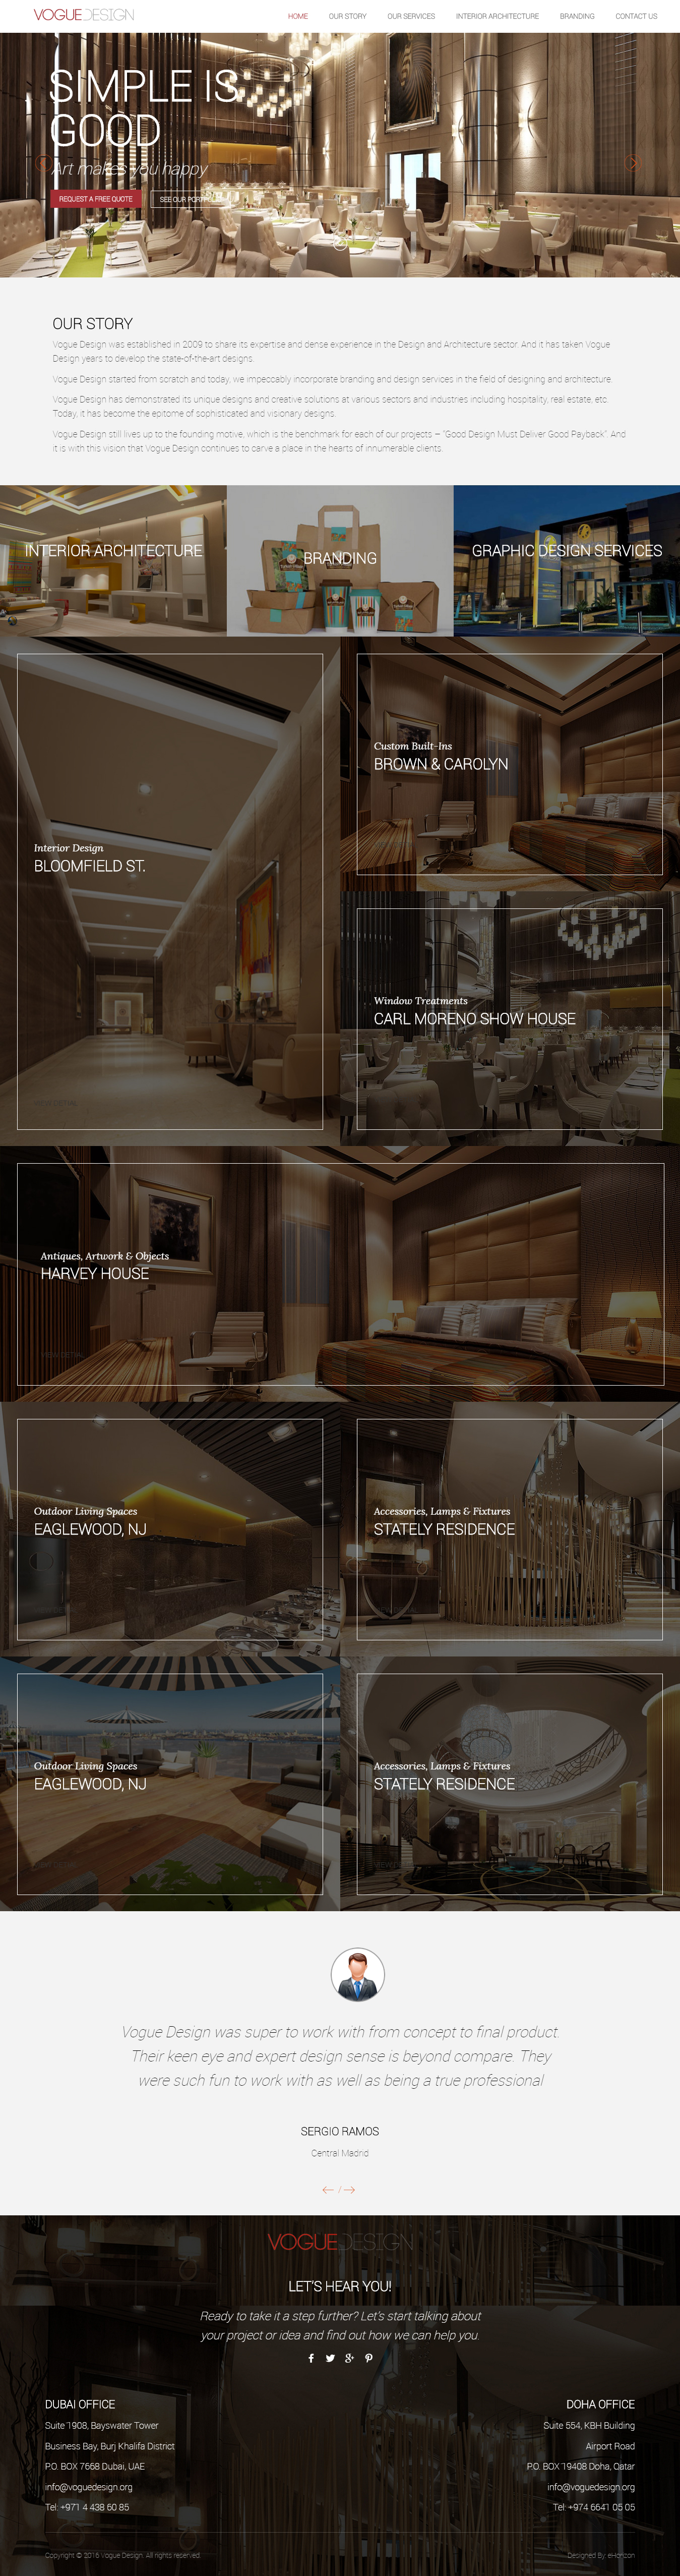 VOGUEDESIGN
HOME OUR STORY OUR SERVICES INTERIOR ARCHITECTURE BRANDING CONTACT US
SIMPLE IS
GOOD
Art makes you happy
REQUEST A FREE QUOTE
SEE OUR
OUR STORY
Vogue Design was established in 2009 to share its expertise and dense experience in the Design and Architecture sector. And it has taken Vogue
Design years to develop the state-of-the-art designs.
Vogue Design started from scratch and today, we impeccably incorporate branding and design services in the field of designing and architecture.
Vogue Design has demonstrated its unique designs and creative solutions at various sectors and industries including hospitality, real estate, etc.
Today, it has become the epitome of sophisticated and visionary designs.
Vogue Design still lives up to the founding motive, which is the benchmark for each of our projects – “Good Design Must Deliver Good Payback”. And
it is with this vision that Vogue Design continues to carve a place in the hearts of innumerable clients.
INTERIOR ARCHITECTURE
BRANDING
GRAPHIC DESIGN SERVICES
Interior Design
BLOOMFIELD ST.
Custom Built-Ins
BROWN & CAROLYN
Window Treatments
CARL MORENO SHOW HOUSE
Antiques, Artwork & Objects
HARVEY HOUSE
Outdoor Living Spaces
EAGLEWOOD, NJ
Accessories, Lamps & Fixtures
STATELY RESIDENCE
Outdoor Living Spaces
EAGLEWOOD, NJ
Accessories, Lamps & Fixtures
STATELY RESIDENCE
Vogue Design was super to work with from concept to final product.
Their keen eye and expert design sense is beyond compare. They
were such fun to work with as well as being a true professional
SERGIO RAMOS
Central Madrid
/
VOGUEDESIGN
LET'S HEAR YOU!
Ready to take it a step further? Let's start talking about
your project or idea and find out how we can help you.
DUBAI OFFICE
Suite 1908, Bayswater Tower
Business Bay, Burj Khalifa District
P.O. BOX 7668 Dubai, UAE
info@voguedesign.org
Tel: +971 4 438 60 85
DOHA OFFICE
Suite 554, KBH Building
Airport Road
P.O. BOX 19408 Doha, Qatar
info@voguedesign.org
Tel: +974 6641 05 05
Copyright © 2016 Vogue Design. All rights reserved
Designed By: eHorizon